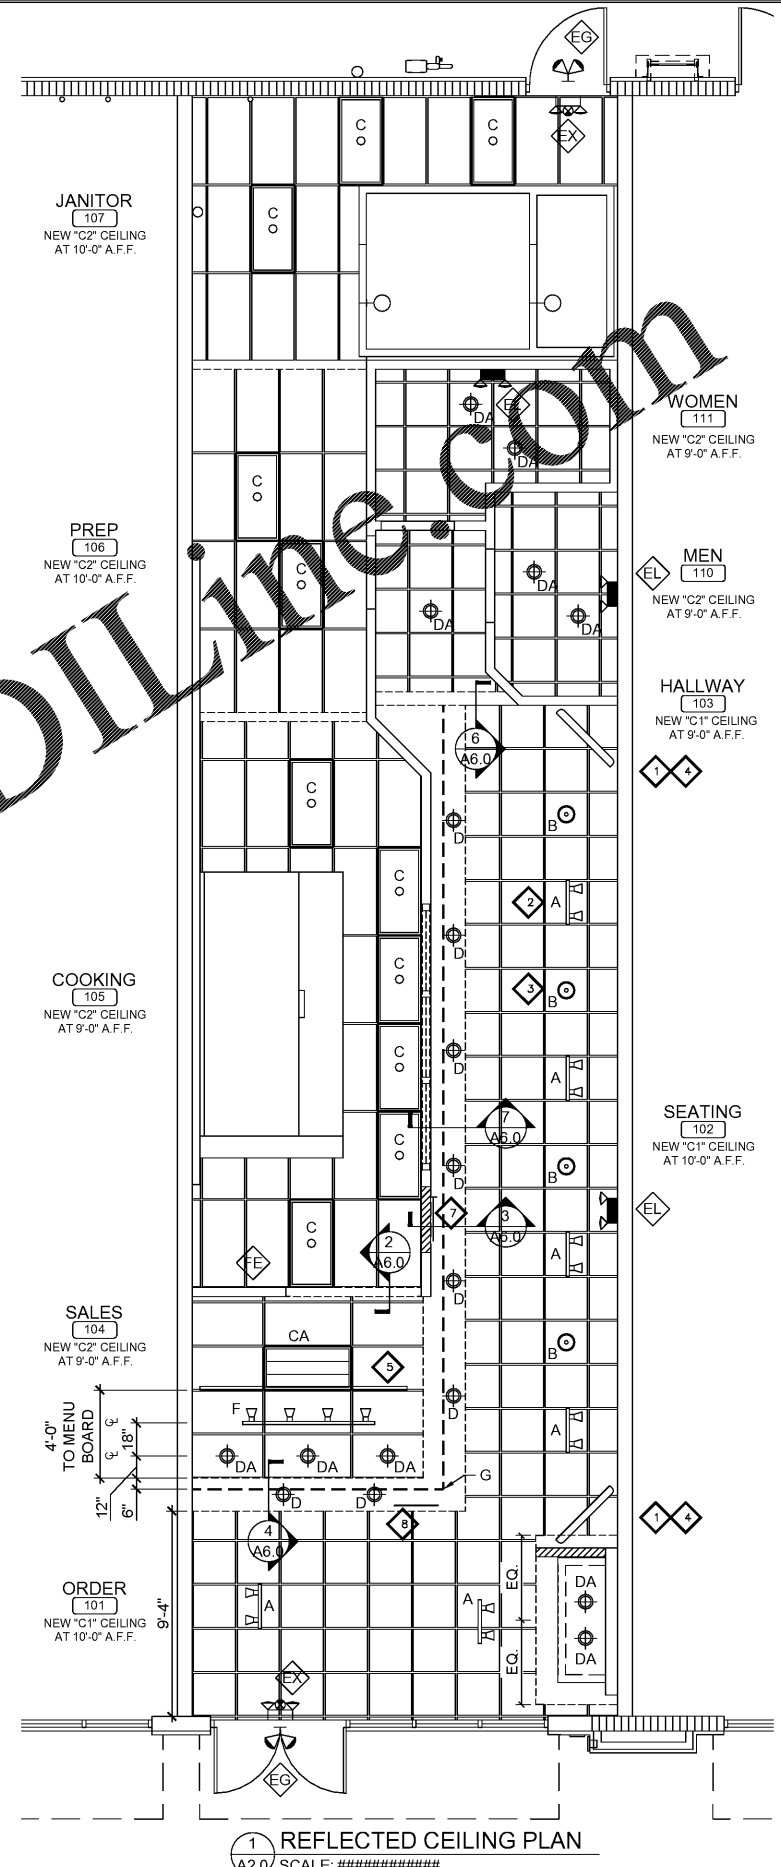 EG
C
C
EX
JANITOR
107
NEW "C2" CEILING
AT 10'-0" A.F.F.
C
DILine.com
WOMEN
111
NEW "C2" CEILING
AT 9'-0" A.F.F.
DA
DA
C
PREP
106
NEW "C2" CEILING
AT 10'-0" A.F.F.
C
DA
DA
DA
EL
MEN
110
NEW "C2" CEILING
AT 9'-0" A.F.F.
HALLWAY
103
NEW "C1" CEILING
AT 9'-0" A.F.F.
6
A6.0
1 4
C
D
B
C
2
A
D
COOKING
105
NEW "C2" CEILING
AT 9'-0" A.F.F.
C
3
B
C
D
A
C
7
A6.0
SEATING
102
NEW "C1" CEILING
AT 10'-0" A.F.F.
D
B
7
3
A6.0
EL
C
2
A6.0
FE
A
D
SALES
104
NEW "C2" CEILING
AT 9'-0" A.F.F.
CA
5
B
4'-0"
TO MENU
BOARD
CL
18"
CL
12"
6"
F
D
A
DA
DA
DA
G
D
D
8
1 4
4
A6.0
ORDER
101
NEW "C1" CEILING
AT 10'-0" A.F.F.
9'-4"
A
A
EQ.
EQ.
DA
DA
EX
EG
1
A2.0
REFLECTED CEILING PLAN
SCALE: ############